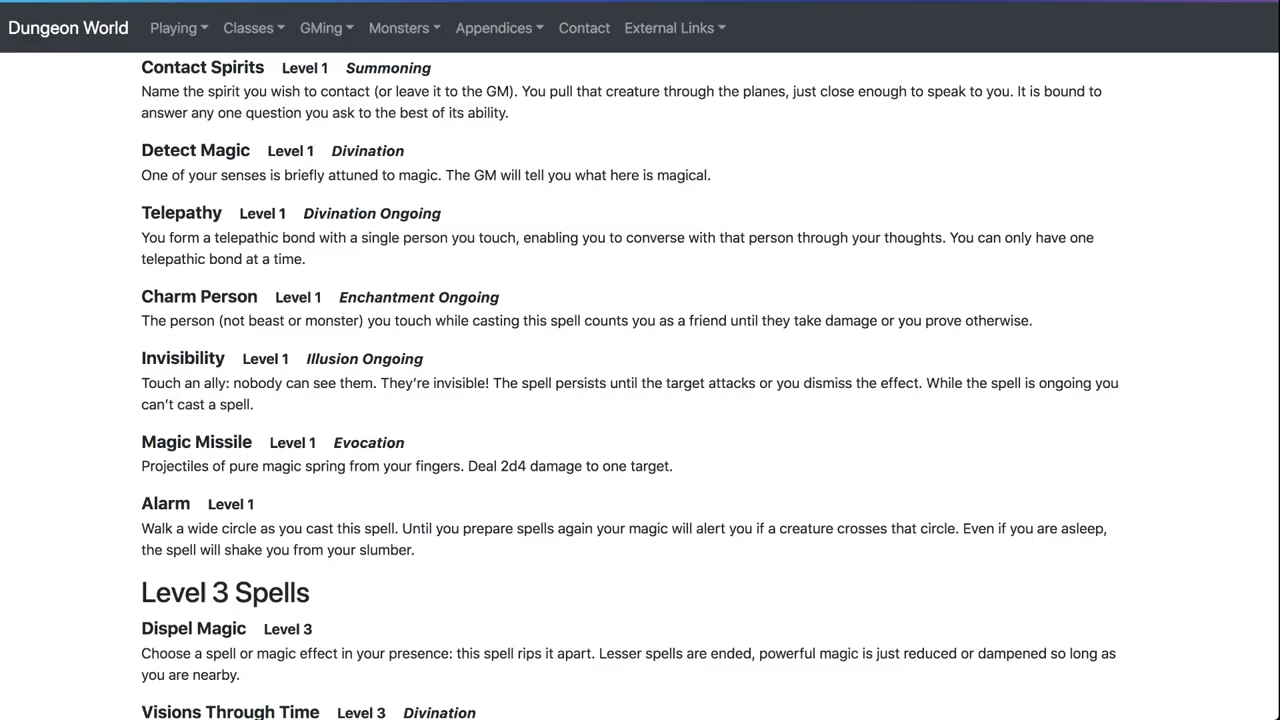 Dungeon World Playing Classes GMing Monsters Appendices Contact External Links
Contact Spirits Level 1 Summoning
Name the spirit you wish to contact (or leave it to the GM). You pull that creature through the planes, just close enough to speak to you. It is bound to
answer any one question you ask to the best of its ability.
Detect Magic Level 1 Divination
One of your senses is briefly attuned to magic. The GM will tell you what here is magical.
Telepathy Level 1 Divination Ongoing
You form a telepathic bond with a single person you touch, enabling you to converse with that person through your thoughts. You can only have one
telepathic bond at a time.
Charm Person Level 1 Enchantment Ongoing
The person (not beast or monster) you touch while casting this spell counts you as a friend until they take damage or you prove otherwise.
Invisibility Level 1 Illusion Ongoing
Touch an ally: nobody can see them. They’re invisible! The spell persists until the target attacks or you dismiss the effect. While the spell is ongoing you
can’t cast a spell.
Magic Missile Level 1 Evocation
Projectiles of pure magic spring from your fingers. Deal 2d4 damage to one target.
Alarm Level 1
Walk a wide circle as you cast this spell. Until you prepare spells again your magic will alert you if a creature crosses that circle. Even if you are asleep,
the spell will shake you from your slumber.
Level 3 Spells
Dispel Magic Level 3
Choose a spell or magic effect in your presence: this spell rips it apart. Lesser spells are ended, powerful magic is just reduced or dampened so long as
you are nearby.
Visions Through Time Level 3 Divination